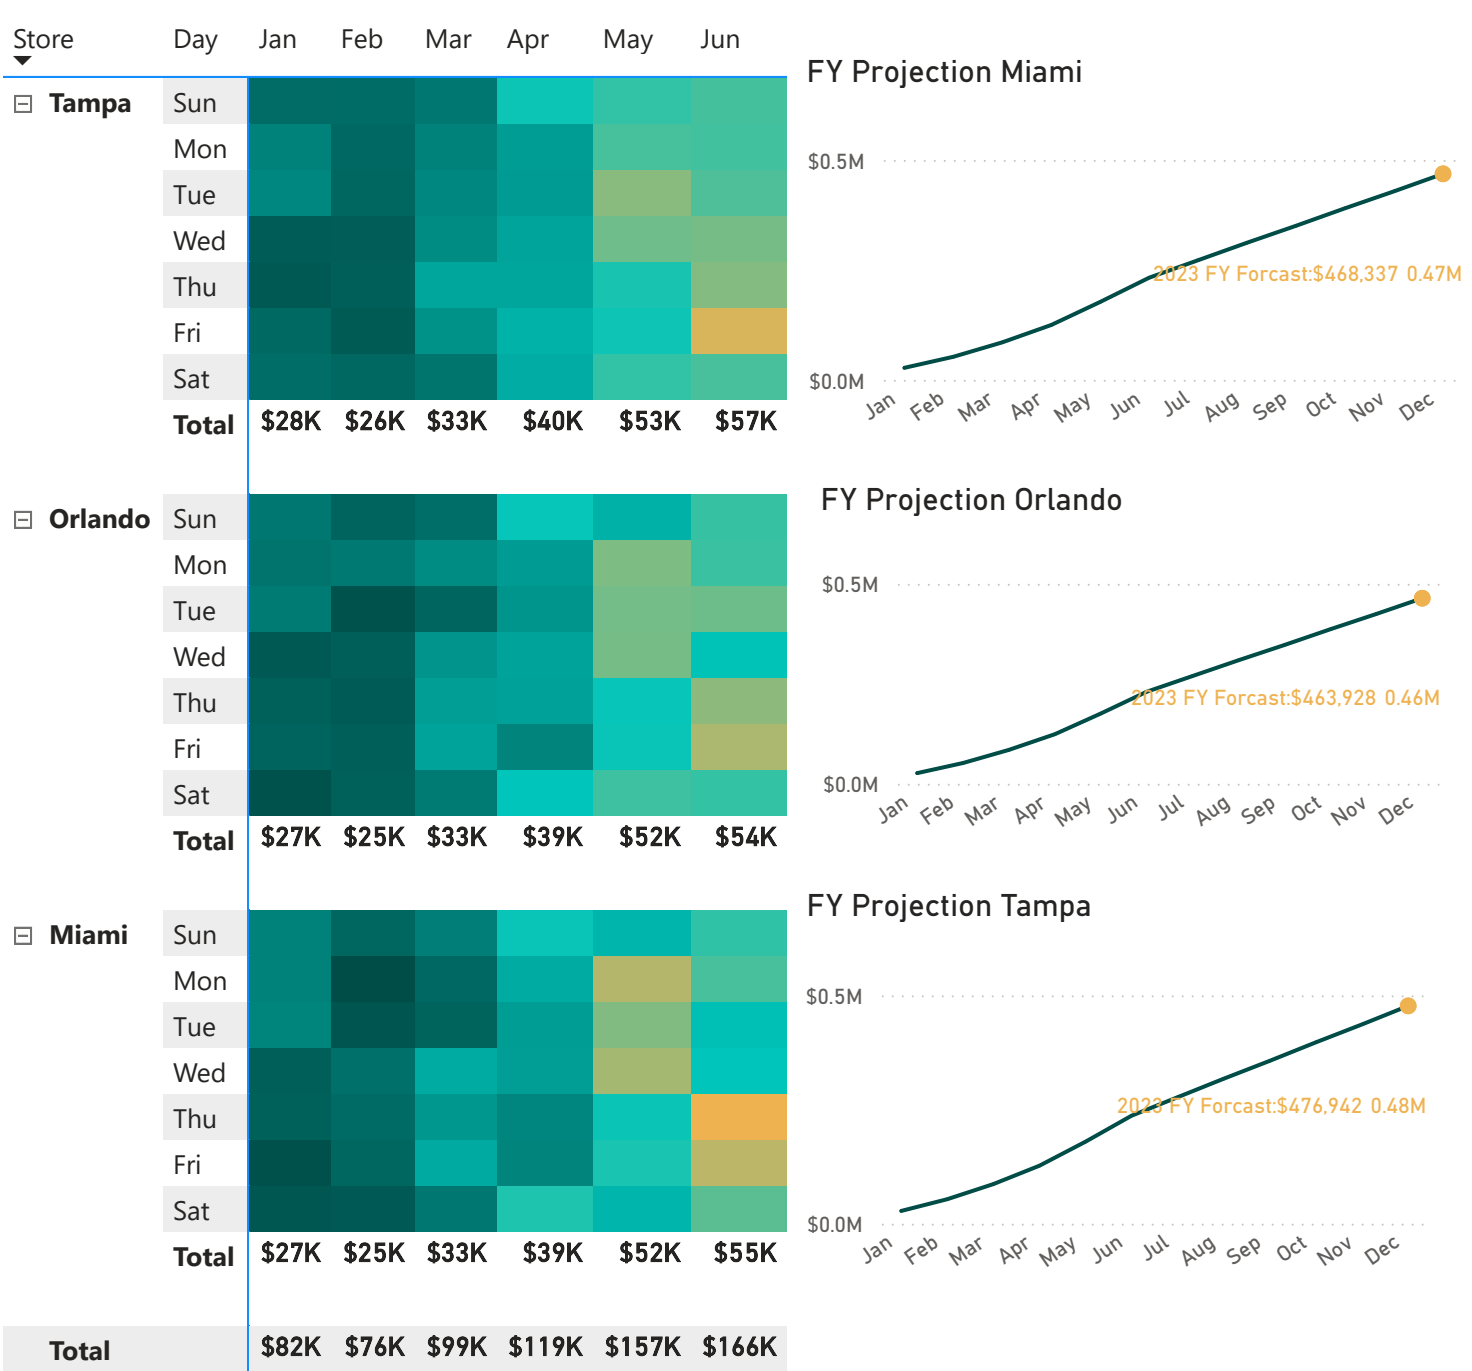 Store Day Jan Feb Mar Apr May Jun
Tampa Sun
Mon
Tue
Wed
Thu
Fri
Sat
Total $28K $26K $33K $40K $53K $57K
Orlando Sun
Mon
Tue
Wed
Thu
Fri
Sat
Total $27K $25K $33K $39K $52K $54K
Miami Sun
Mon
Tue
Wed
Thu
Fri
Sat
Total $27K $25K $33K $39K $52K $55K
Total $82K $76K $99K $119K $157K $166K
FY Projection Miami
$0.5M
2023 FY Forcast:$468,337 0.47M
$0.0M
Jan Feb Mar Apr May Jun Jul Aug Sep Oct Nov Dec
FY Projection Orlando
$0.5M
2023 FY Forcast:$463,928 0.46M
$0.0M
Jan Feb Mar Apr May Jun Jul Aug Sep Oct Nov Dec
FY Projection Tampa
$0.5M
2023 FY Forcast:$476,942 0.48M
$0.0M
Jan Feb Mar Apr May Jun Jul Aug Sep Oct Nov Dec